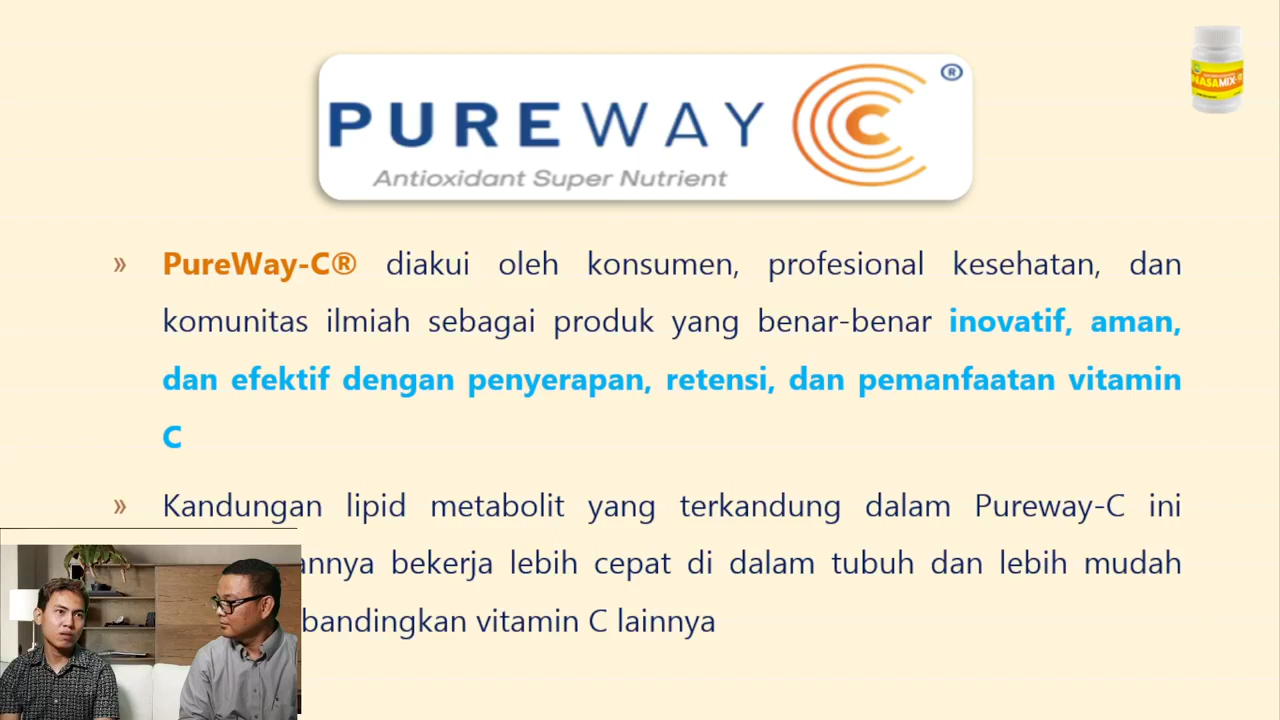 PUREWAY C ®
Antioxidant Super Nutrient
» PureWay-C® diakui oleh konsumen, profesional kesehatan, dan
komunitas ilmiah sebagai produk yang benar-benar inovatif, aman,
dan efektif dengan penyerapan, retensi, dan pemanfaatan vitamin
C
» Kandungan lipid metabolit yang terkandung dalam Pureway-C ini
annya bekerja lebih cepat di dalam tubuh dan lebih mudah
bandingkan vitamin C lainnya